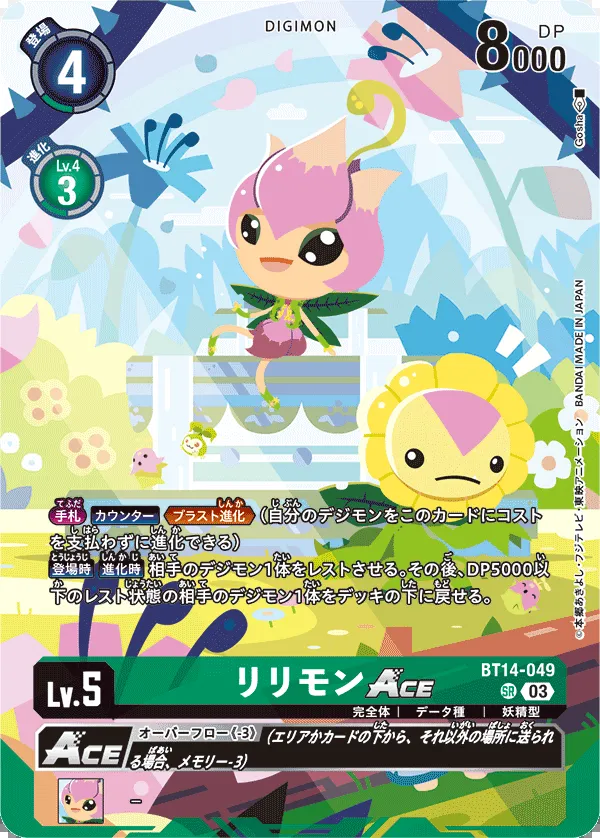 登場
4
DIGIMON
DP
8000
進化
Lv.4
3
Gosha
©本郷あきよし・フジテレビ・東映アニメーション BANDAI MADE IN JAPAN
手札 カウンター ブラスト進化 (自分のデジモンをこのカードにコスト
を支払わずに進化できる)
登場時 進化時 相手のデジモン1体をレストさせる。その後、DP5000以
下のレスト状態の相手のデジモン1体をデッキの下に戻せる。
BT14-049
Lv.5 リリモンACE SR 03
完全体 | データ種 | 妖精型
ACE オーバーフロー《-3》 (エリアかカードの下から、それ以外の場所に送られ
る場合、メモリー-3)
-